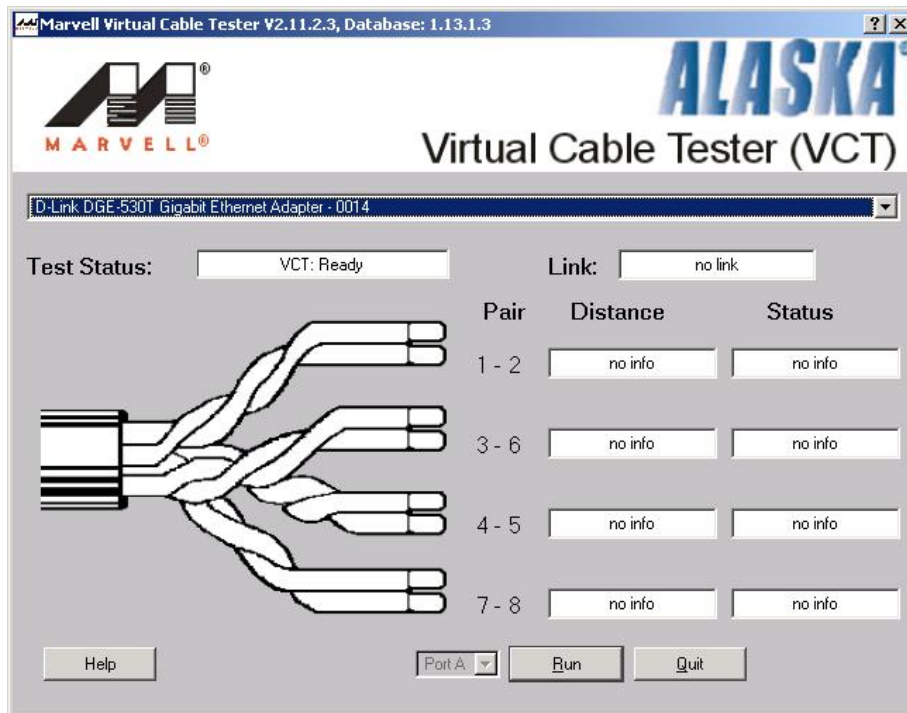 Marvell Virtual Cable Tester V2.11.2.3, Database: 1.13.1.3
MARVELL®
ALASKA®
Virtual Cable Tester (VCT)
D-Link DGE-530T Gigabit Ethernet Adapter - 0014
Test Status: VCT: Ready Link: no link
Pair Distance Status
1 - 2 no info no info
3 - 6 no info no info
4 - 5 no info no info
7 - 8 no info no info
Help Port A Run Quit